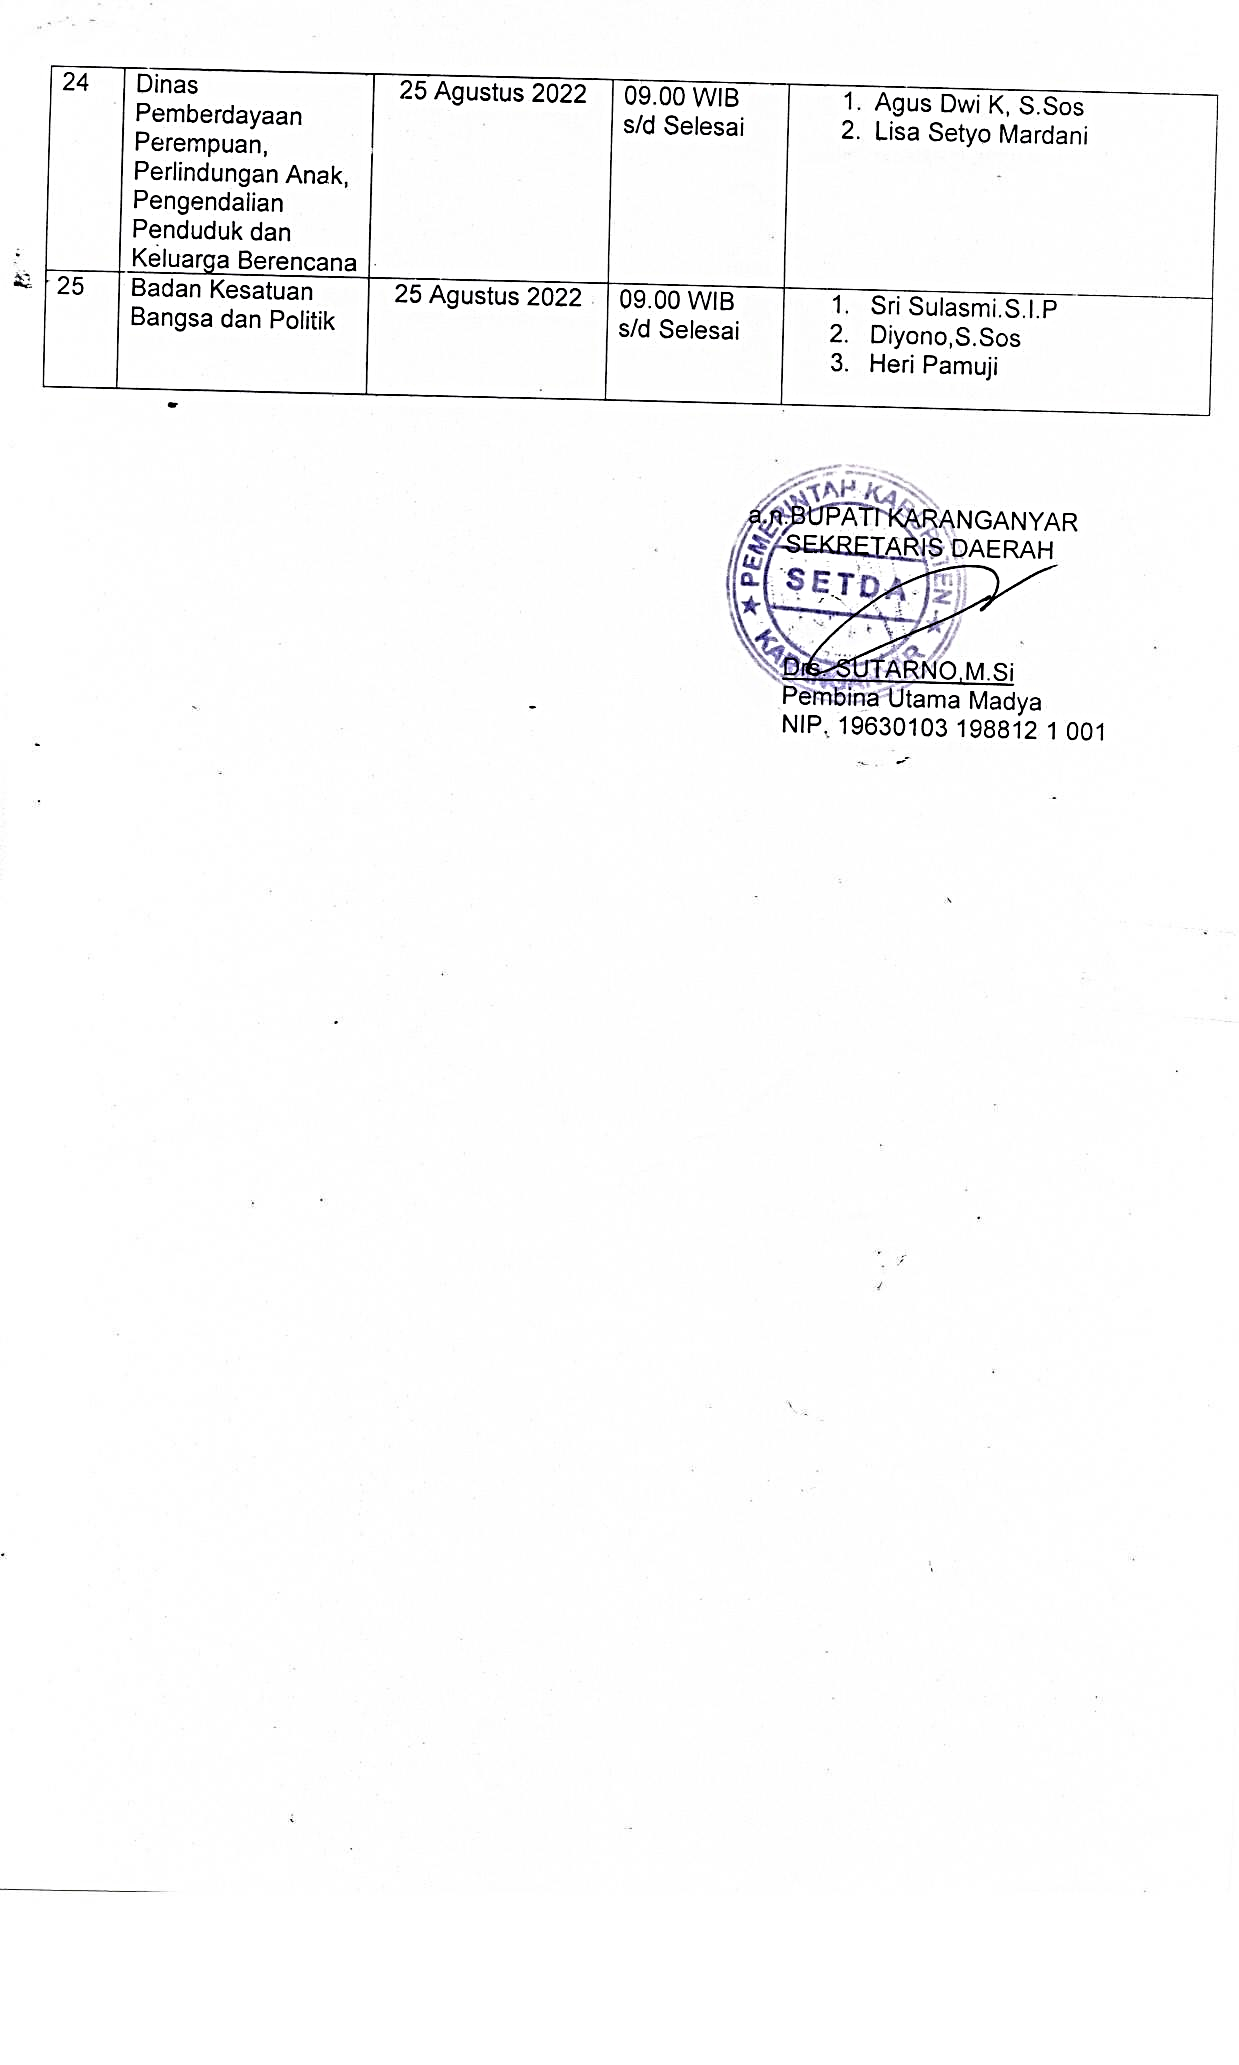 24
Dinas
Pemberdayaan
Perempuan,
Perlindungan Anak,
Pengendalian
Penduduk dan
Keluarga Berencana
25 Agustus 2022
09.00 WIB
s/d Selesai
1. Agus Dwi K, S.Sos
2. Lisa Setyo Mardani
25
Badan Kesatuan
Bangsa dan Politik
25 Agustus 2022
09.00 WIB
s/d Selesai
1. Sri Sulasmi.S.I.P
2. Diyono,S.Sos
3. Heri Pamuji
a.n.BUPATI KARANGANYAR
SEKRETARIS DAERAH
PEMERINTAH KABUPATEN
SETDA
Drs. SUTARNO,M.Si
Pembina Utama Madya
NIP. 19630103 198812 1 001